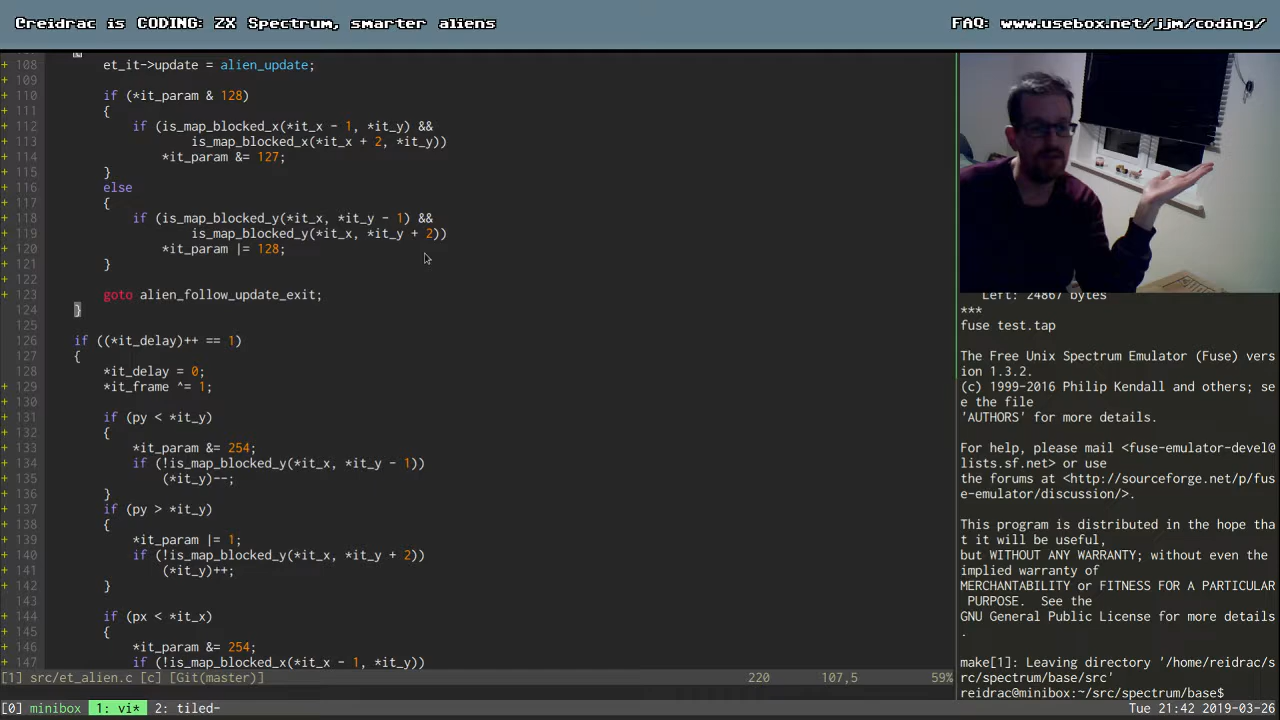 Creidrac is CODING: ZX Spectrum, smarter aliens
FAQ: www.usebox.net/jjm/coding/
+ 108 et_it->update = alien_update;
+ 109
+ 110 if (*it_param & 128)
+ 111 {
+ 112 if (is_map_blocked_x(*it_x - 1, *it_y) &&
+ 113 is_map_blocked_x(*it_x + 2, *it_y))
+ 114 *it_param &= 127;
+ 115 }
+ 116 else
+ 117 {
+ 118 if (is_map_blocked_y(*it_x, *it_y - 1) &&
+ 119 is_map_blocked_y(*it_x, *it_y + 2))
+ 120 *it_param |= 128;
+ 121 }
+ 122
+ 123 goto alien_follow_update_exit;
124 }
125
126 if ((*it_delay)++ == 1)
127 {
128 *it_delay = 0;
+ 129 *it_frame ^= 1;
+ 130
+ 131 if (py < *it_y)
+ 132 {
+ 133 *it_param &= 254;
+ 134 if (!is_map_blocked_y(*it_x, *it_y - 1))
+ 135 (*it_y)--;
+ 136 }
+ 137 if (py > *it_y)
+ 138 {
+ 139 *it_param |= 1;
+ 140 if (!is_map_blocked_y(*it_x, *it_y + 2))
+ 141 (*it_y)++;
+ 142 }
+ 143
+ 144 if (px < *it_x)
+ 145 {
+ 146 *it_param &= 254;
+ 147 if (!is_map_blocked_x(*it_x - 1, *it_y))
[1] src/et_alien.c [c] [Git(master)] 220 107,5 59%
Left: 24867 bytes
***
fuse test.tap
The Free Unix Spectrum Emulator (Fuse) vers
ion 1.3.2.
(c) 1999-2016 Philip Kendall and others; se
e the file
'AUTHORS' for more details.
For help, please mail <fuse-emulator-devel@
lists.sf.net> or use
the forums at <http://sourceforge.net/p/fus
e-emulator/discussion/>.
This program is distributed in the hope tha
t it will be useful,
but WITHOUT ANY WARRANTY; without even the
implied warranty of
MERCHANTABILITY or FITNESS FOR A PARTICULAR
PURPOSE. See the
GNU General Public License for more details
.
make[1]: Leaving directory '/home/reidrac/s
rc/spectrum/base/src'
reidrac@minibox:~/src/spectrum/base$
[0] minibox 1: vi* 2: tiled- Tue 21:42 2019-03-26